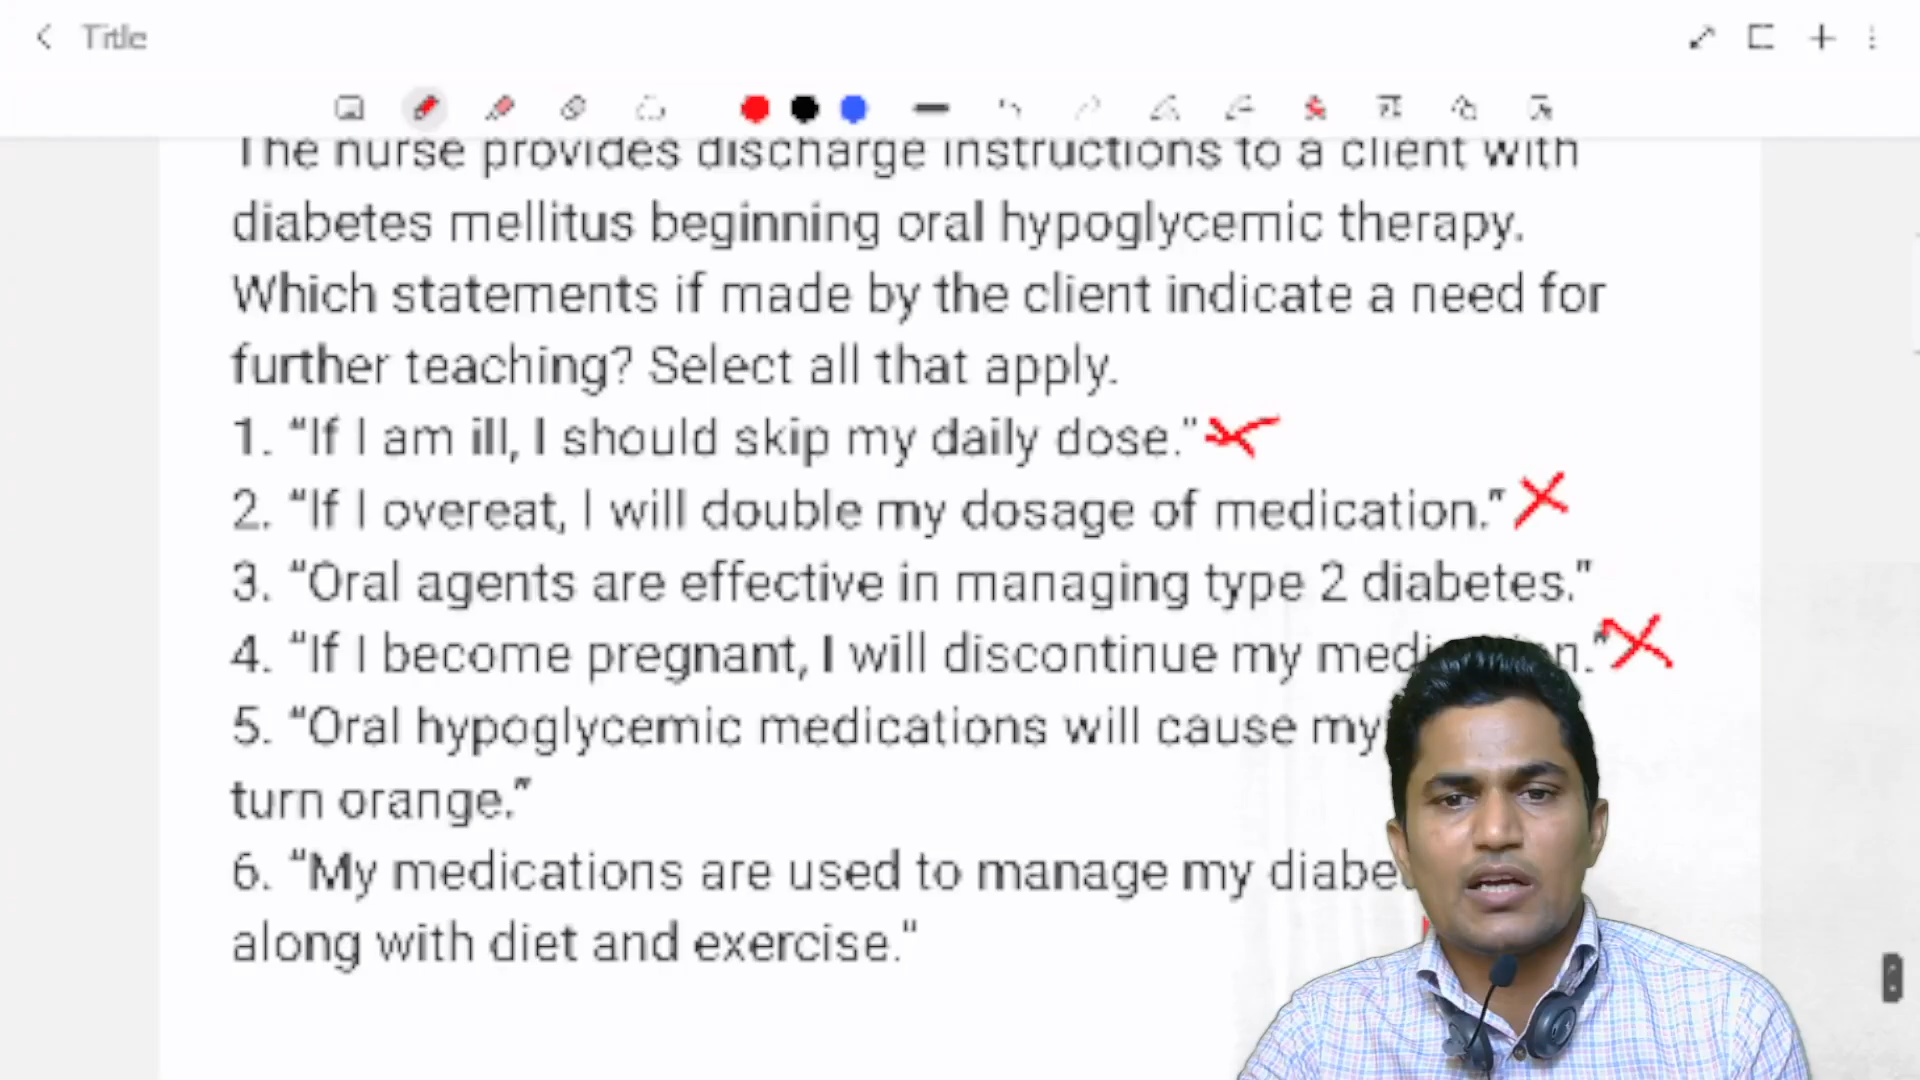 Title
The nurse provides discharge instructions to a client with
diabetes mellitus beginning oral hypoglycemic therapy.
Which statements if made by the client indicate a need for
further teaching? Select all that apply.
1. “If I am ill, I should skip my daily dose.”
2. “If I overeat, I will double my dosage of medication.”
3. “Oral agents are effective in managing type 2 diabetes.”
4. “If I become pregnant, I will discontinue my
5. “Oral hypoglycemic medications will cause my
turn orange.”
6. “My medications are used to manage my
along with diet and exercise."